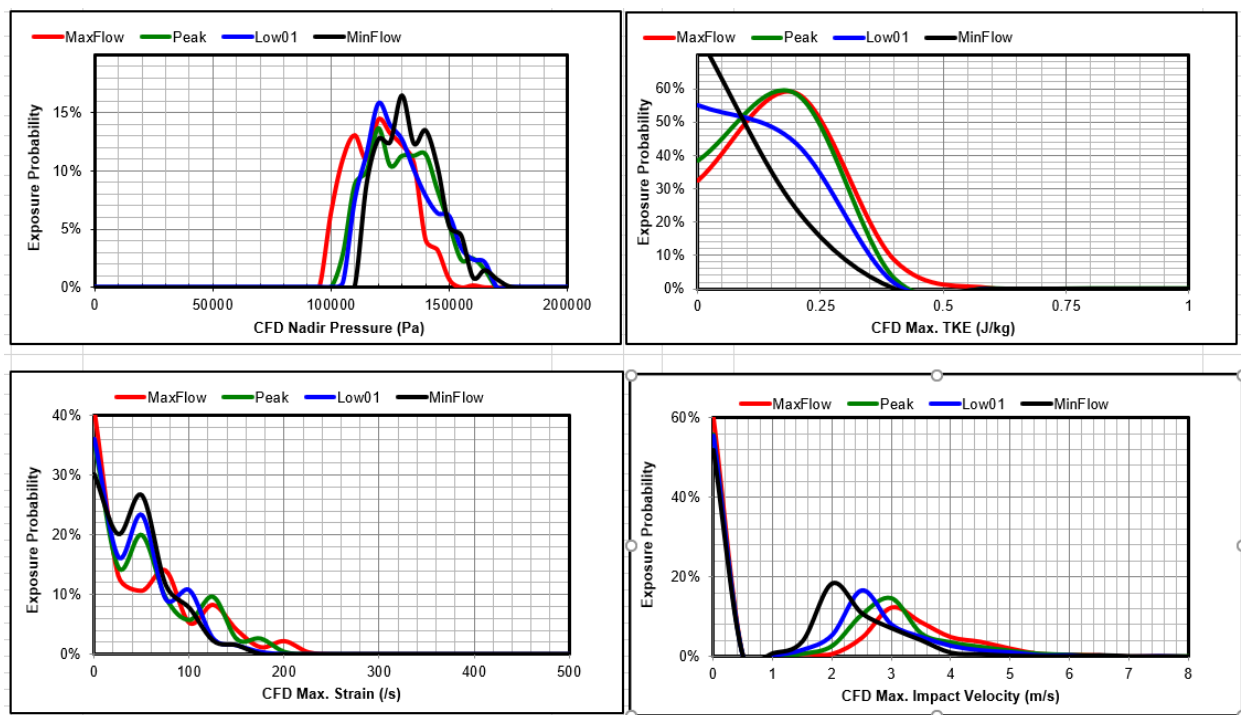 MaxFlow Peak Low01 MinFlow
15%
10%
5%
0%
0 50000 100000 150000 200000
Exposure Probability
CFD Nadir Pressure (Pa)
MaxFlow Peak Low01 MinFlow
60%
50%
40%
30%
20%
10%
0%
0 0.25 0.5 0.75 1
Exposure Probability
CFD Max. TKE (J/kg)
MaxFlow Peak Low01 MinFlow
40%
30%
20%
10%
0%
0 100 200 300 400 500
Exposure Probability
CFD Max. Strain (/s)
MaxFlow Peak Low01 MinFlow
60%
40%
20%
0%
0 1 2 3 4 5 6 7 8
Exposure Probability
CFD Max. Impact Velocity (m/s)